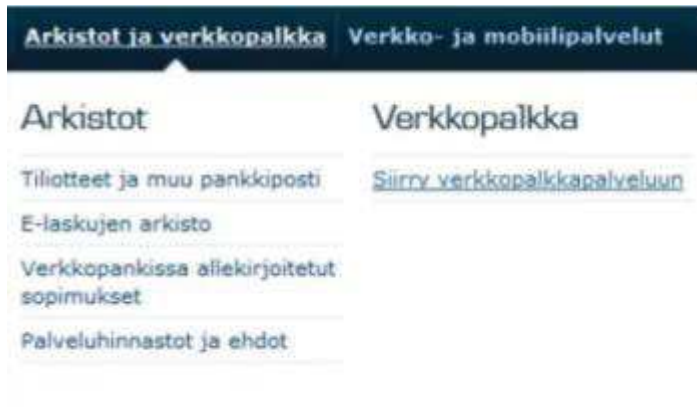 Arkistot ja verkkopalkka Verkko- ja mobiilipalvelut
Arkistot
Tiliotteet ja muu pankkiposti
E-laskujen arkisto
Verkkopankissa allekirjoitetut
sopimukset
Palveluhinnastot ja ehdot
Verkkopalkka
Siirry verkkopalkkapalveluun